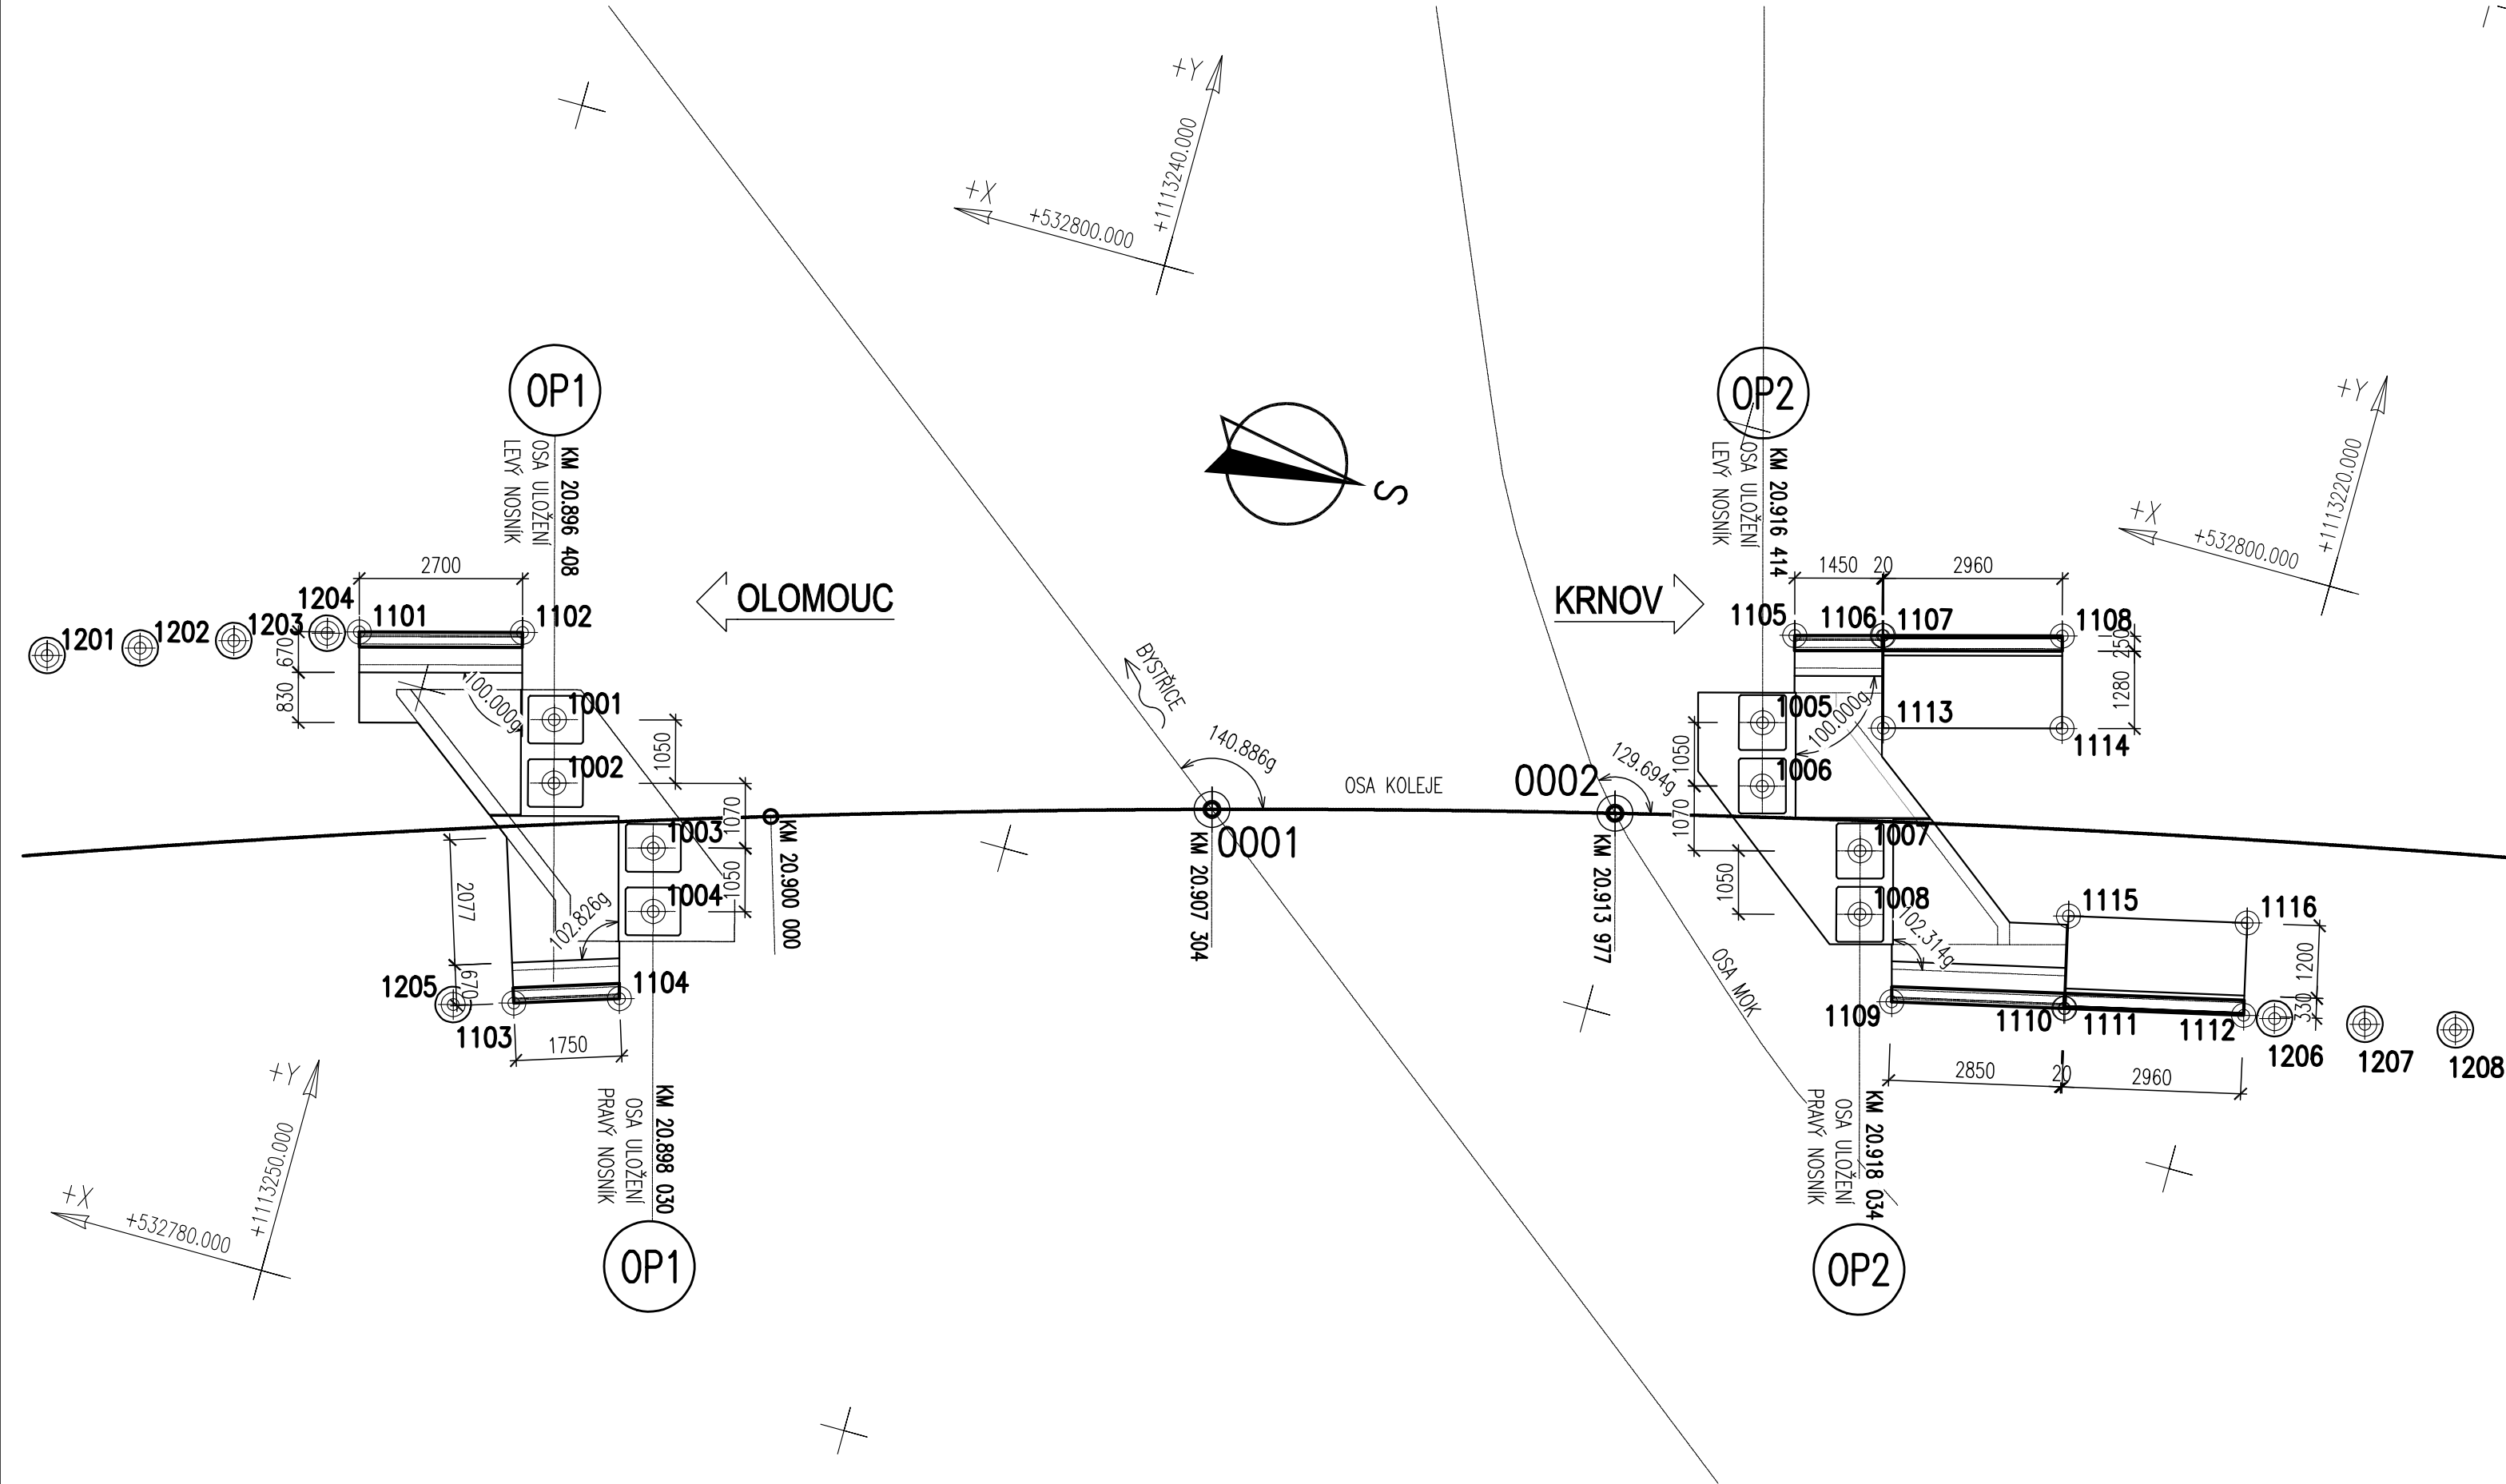 +Y
+1113240.000
+X
+532800.000
OP1
KM 20.896 408
OSA ULOŽENÍ
LEVÝ NOSNÍK
OP2
KM 20.916 414
OSA ULOŽENÍ
LEVÝ NOSNÍK
S
+Y
+1113220.000
+X
+532800.000
2700
1450
20
2960
OLOMOUC
KRNOV
1201
1202
1203
1204
1101
1102
670
830
100.000g
1001
1002
1050
1070
1003
1050
1004
KM 20.900 000
BYSTŘICE
140.886g
0001
KM 20.907 304
OSA KOLEJE
0002
129.694g
KM 20.913 977
OSA MOK
1105
1106
1107
1108
250
1280
1113
1114
1005
100.000g
1050
1006
1070
1007
1050
1008
102.314g
1115
1116
1200
330
2077
670
102.826g
1205
1103
1104
1750
1109
1110
1111
1112
1206
1207
1208
2850
20
2960
KM 20.898 030
OSA ULOŽENÍ
PRAVÝ NOSNÍK
OP1
KM 20.918 034
OSA ULOŽENÍ
PRAVÝ NOSNÍK
OP2
+Y
+1113250.000
+X
+532780.000